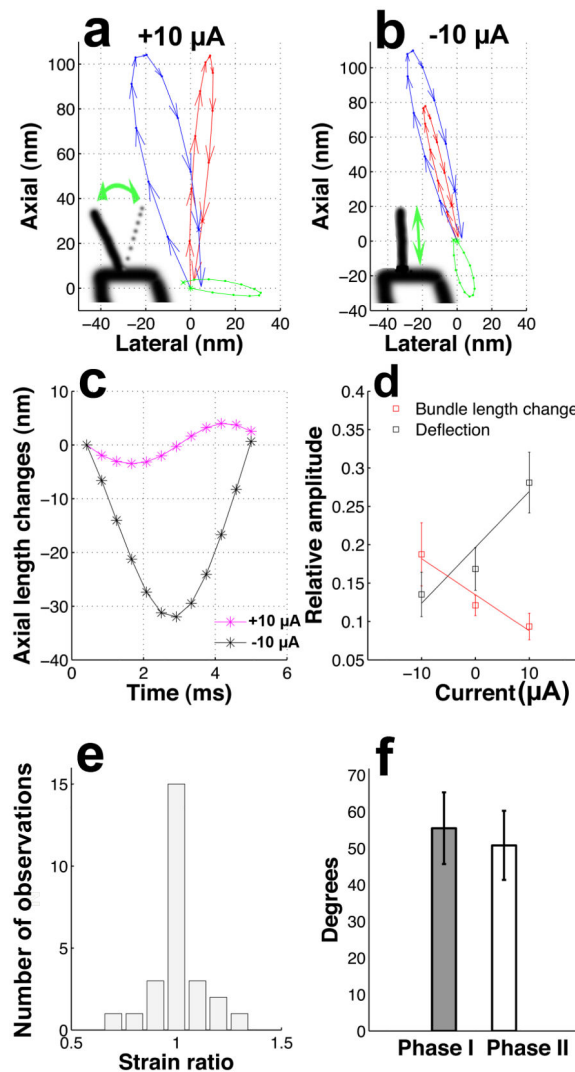 a
+10 µA
Axial (nm)
100
80
60
40
20
0
−40 −20 0 20 40
Lateral (nm)
b
-10 µA
Axial (nm)
100
80
60
40
20
0
−20
−40
−40 −20 0 20 40
Lateral (nm)
c
Axial length changes (nm)
10
0
−10
−20
−30
−40
0 2 4 6
Time (ms)
+10 µA
-10 µA
d
Bundle length change
Deflection
Relative amplitude
0.4
0.35
0.3
0.25
0.2
0.15
0.1
0.05
−10 0 10
Current(µA)
e
Number of observations
15
10
5
0
0.5 1 1.5
Strain ratio
f
Degrees
70
60
50
40
30
20
10
0
Phase I Phase II